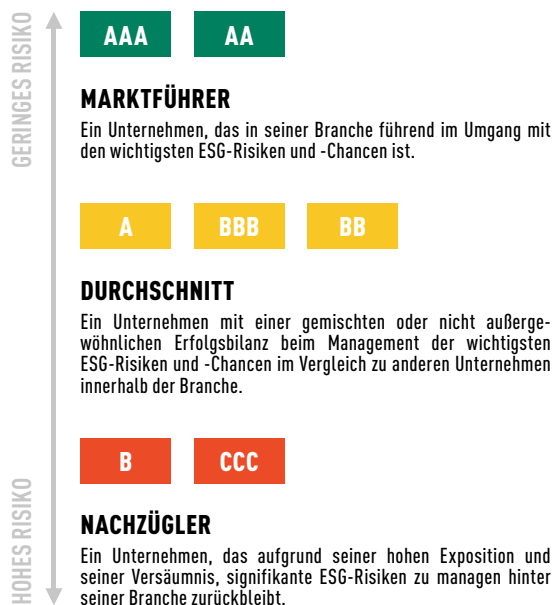 GERINGES RISIKO
AAA AA
MARKTFÜHRER
Ein Unternehmen, das in seiner Branche führend im Umgang mit
den wichtigsten ESG-Risiken und -Chancen ist.
A BBB BB
DURCHSCHNITT
Ein Unternehmen mit einer gemischten oder nicht außerge-
wöhnlichen Erfolgsbilanz beim Management der wichtigsten
ESG-Risiken und -Chancen im Vergleich zu anderen Unternehmen
innerhalb der Branche.
B CCC
HOHES RISIKO
NACHZÜGLER
Ein Unternehmen, das aufgrund seiner hohen Exposition und
seiner Versäumnis, signifikante ESG-Risiken zu managen hinter
seiner Branche zurückbleibt.